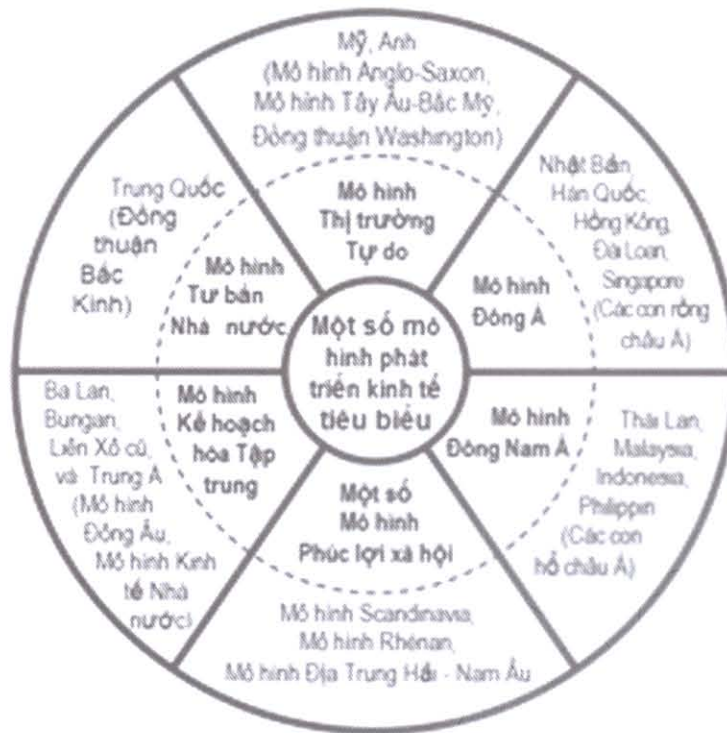 Mỹ, Anh
(Mô hình Anglo-Saxon,
Mô hình Tây Âu-Bắc Mỹ,
Đồng thuận Washington)
Mô hình
Thị trường
Tự do
Nhật Bản,
Hàn Quốc,
Hồng Kông,
Đài Loan,
Singapore
(Các con rồng
châu Á)
Mô hình
Đông Á
Thái Lan,
Malaysia,
Indonesia,
Philippin
(Các con
hổ châu Á)
Mô hình
Đông Nam Á
Một số
Mô hình
Phúc lợi xã hội
Mô hình Scandinavia,
Mô hình Rhénan,
Mô hình Địa Trung Hải - Nam Âu
Ba Lan,
Bungari,
Liên Xô cũ,
và Trung Á
(Mô hình
Đông Âu,
Mô hình Kinh
tế Nhà
nước)
Mô hình
Kế hoạch
hóa Tập
trung
Trung Quốc
(Đồng
thuận
Bắc
Kinh)
Mô hình
Tư bản
Nhà nước
Một số mô
hình phát
triển kinh tế
tiêu biểu